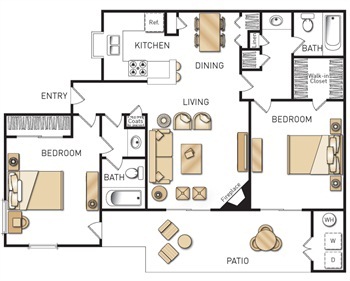 Ref.
KITCHEN
DINING
BATH
Linen
Walk-in
Closet
ENTRY
LIVING
Coats
BEDROOM
BEDROOM
BATH
Fireplace
PATIO
WH
W
D